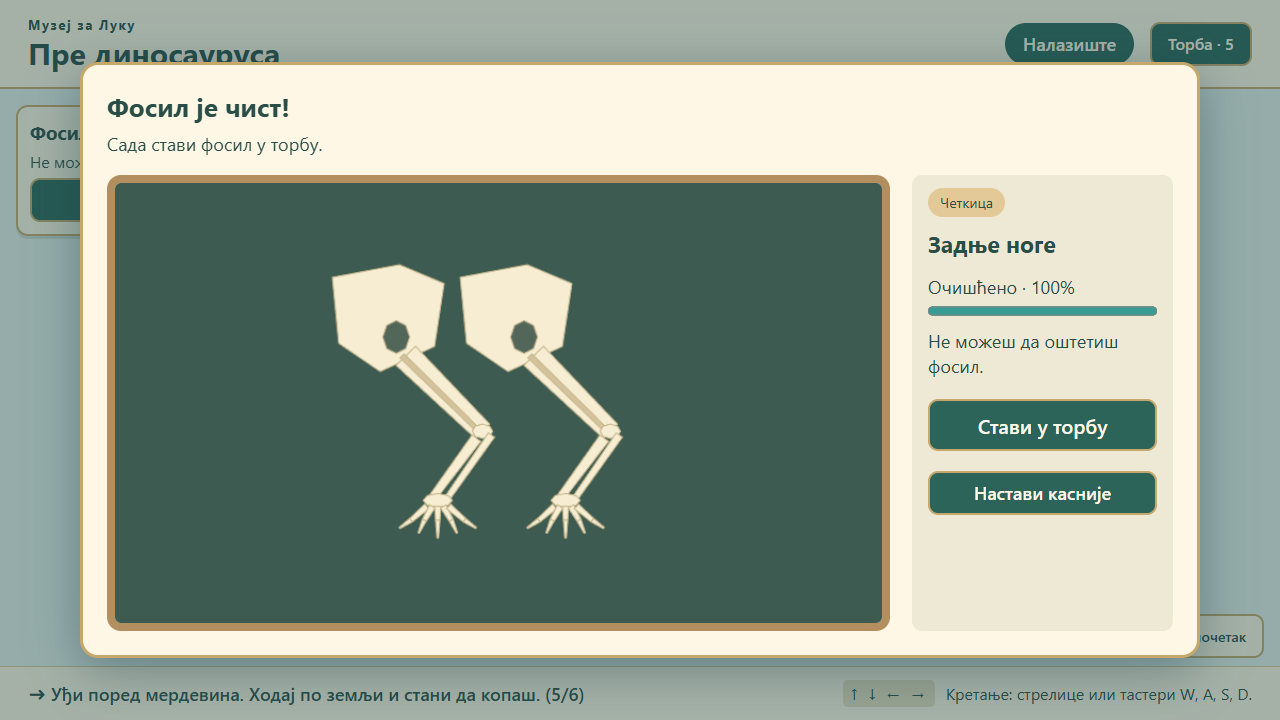 Музеј за Луку
Пре диносауруса
Налазиште
Торба · 5
Не
Фосил је чист!
Сада стави фосил у торбу.
Четкица
Задње ноге
Очишћено · 100%
Не можеш да оштетиш
фосил.
Стави у торбу
Настави касније
→ Уђи поред мердевина. Ходај по земљи и стани да копаш. (5/6)
↑ ↓ ← → Кретање: стрелице или тастери W, A, S, D.